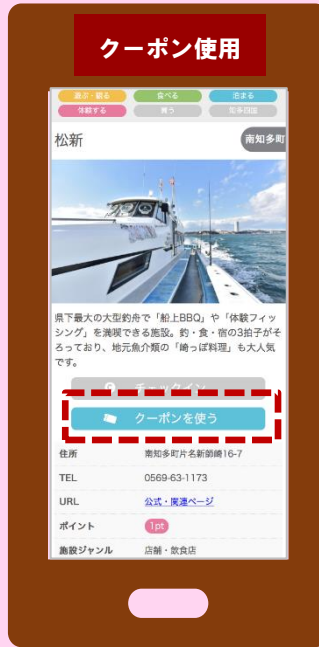 クーポン使用
遊ぶ・観る
食べる
泊まる
体験する
買う
知多四国
松新
南知多町
県下最大の大型釣舟で「船上BBQ」や「体験フィッ
シング」を満喫できる施設。釣・食・宿の3拍子がそ
ろっており、地元魚介類の「崎っぽ料理」も大人気
です。
チェックイン
クーポンを使う
住所 南知多町片名新師崎16-7
TEL 0569-63-1173
URL 公式・関連ページ
ポイント 1pt
施設ジャンル 店舗・飲食店